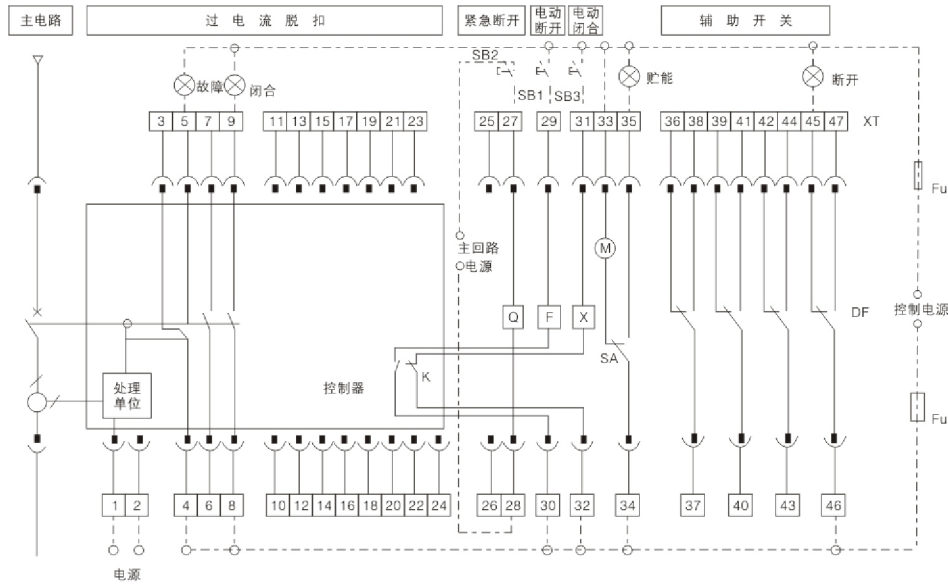 主电路 过电流脱扣 紧急断开 电动断开 电动闭合 辅助开关
SB2
故障 闭合 SB1 SB3 贮能 断开
3 5 7 9 11 13 15 17 19 21 23 25 27 29 31 33 35 36 38 39 41 42 44 45 47 XT
Fu
主回路
电源
M
Q F X DF 控制电源
SA
K
控制器
处理
单位
Fu
1 2 4 6 8 10 12 14 16 18 20 22 24 26 28 30 32 34 37 40 43 46
电源